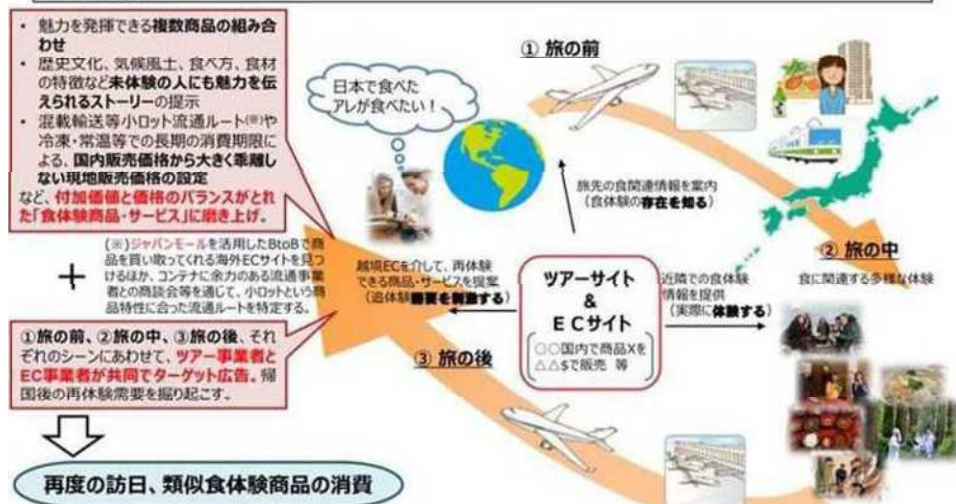 ・ 魅力を発揮できる複数商品の組み合
わせ
・ 歴史文化、気候風土、食べ方、食材
の特徴など未体験の人にも魅力を伝
えられるストーリーの提示
・ 混載輸送等小ロット流通ルート(※)や
冷凍・常温等での長期の消費期限に
よる、国内販売価格から大きく乖離し
ない現地販売価格の設定
など、付加価値と価格のバランスがとれ
た「食体験商品・サービス」に磨き上げ。
(※)ジャパンモールを活用したBtoBで商
品を買い取ってくれる海外ECサイトを見つ
けるほか、コンテナに余力のある流通事業
者との商談会等を通じて、小ロットという商
品特性に合った流通ルートを特定する。
+
①旅の前、②旅の中、③旅の後、それ
ぞれのシーンにあわせて、ツアー事業者と
EC事業者が共同でターゲット広告。帰
国後の再体験需要を掘り起こす。
再度の訪日、類似食体験商品の消費
日本で食べた
アレが食べたい！
① 旅の前
旅先の食関連情報を案内
(食体験の存在を知る)
② 旅の中
食に関連する多様な体験
越境ECを介して、再体験
できる商品・サービスを提案
(追体験需要を刺激する)
ツアーサイト
&
ECサイト
○○国内で商品Xを
△△$で販売 等
近隣での食体験
情報を提供
(実際に体験する)
③ 旅の後